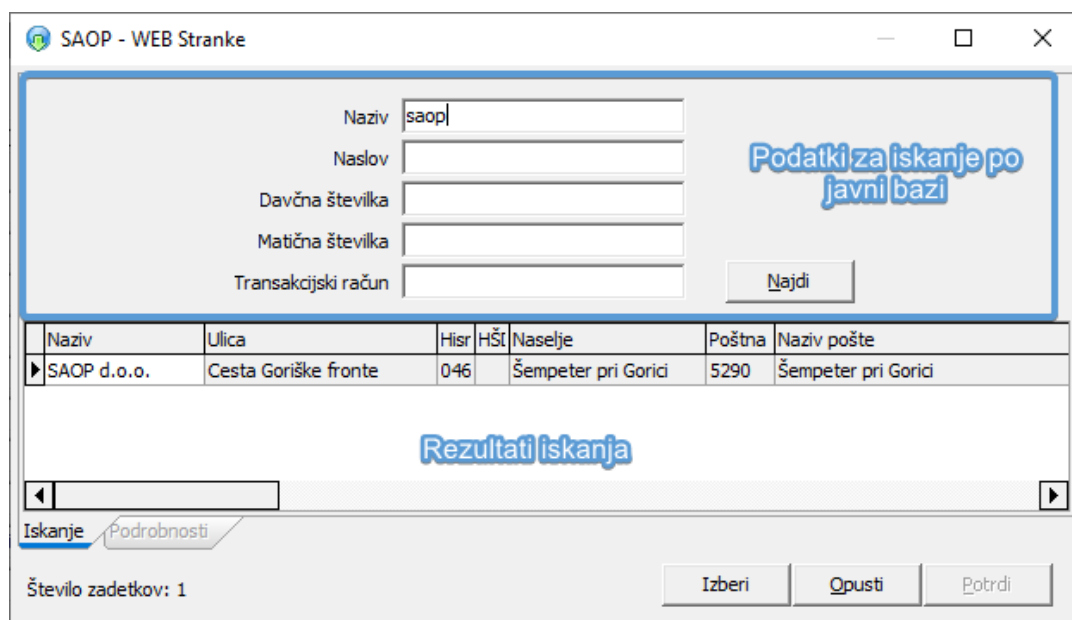 SAOP - WEB Stranke
Naziv saop
Naslov
Podatki za iskanje po
javni bazi
Davčna številka
Matična številka
Transakcijski račun Najdi
Naziv Ulica Hisr HŠI Naselje Poštna Naziv pošte
SAOP d.o.o. Cesta Goriške fronte 046 Šempeter pri Gorici 5290 Šempeter pri Gorici
Rezultati iskanja
Iskanje Podrobnosti
Število zadetkov: 1 Izberi Opusti Potrdi